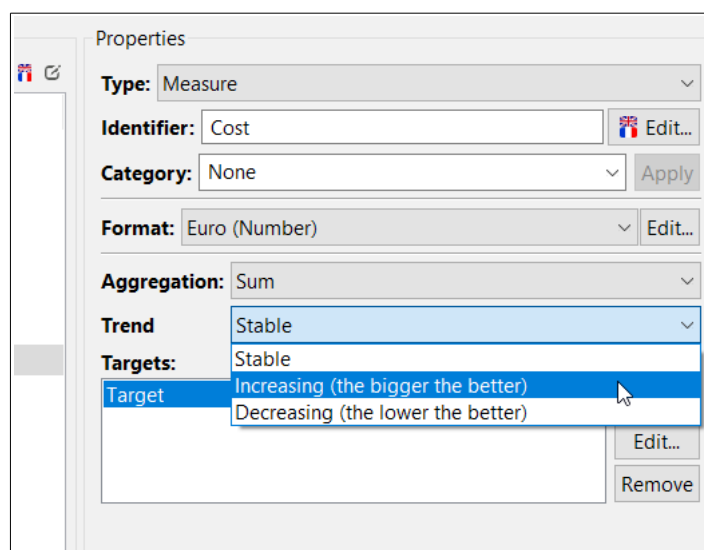 Properties
Type: Measure
Identifier: Cost Edit...
Category: None Apply
Format: Euro (Number) Edit...
Aggregation: Sum
Trend Stable
Targets: Stable
Target Increasing (the bigger the better)
Decreasing (the lower the better)
Edit...
Remove